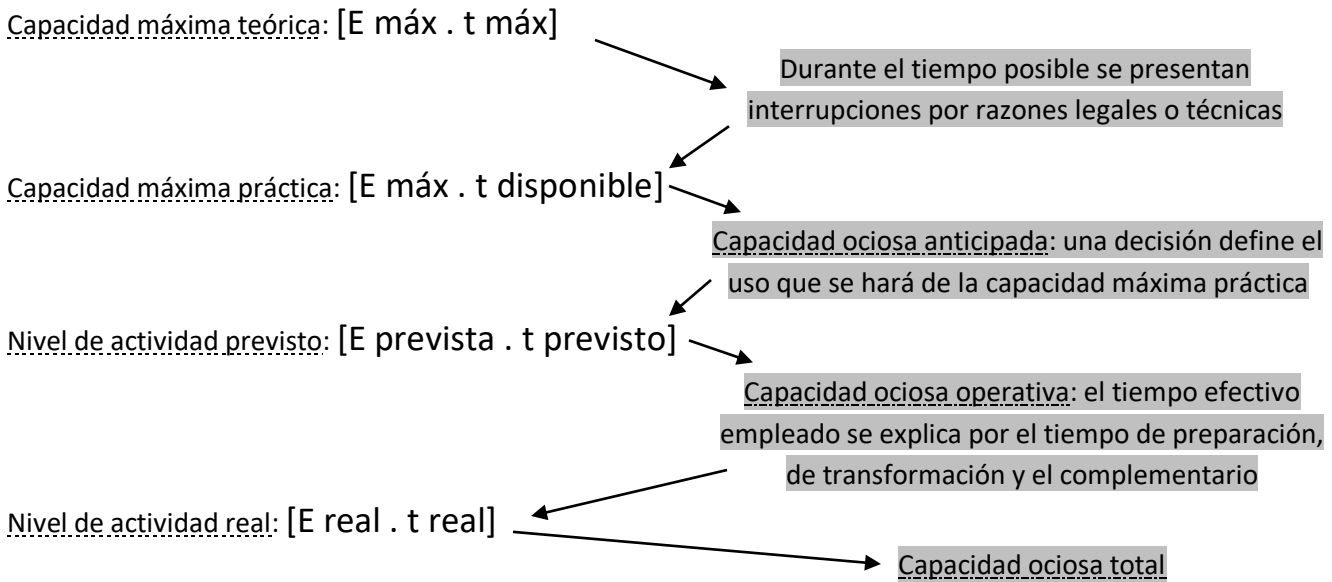 Capacidad máxima teórica: [E máx . t máx]
Durante el tiempo posible se presentan
interrupciones por razones legales o técnicas
Capacidad máxima práctica: [E máx . t disponible]
Capacidad ociosa anticipada: una decisión define el
uso que se hará de la capacidad máxima práctica
Nivel de actividad previsto: [E prevista . t previsto]
Capacidad ociosa operativa: el tiempo efectivo
empleado se explica por el tiempo de preparación,
de transformación y el complementario
Nivel de actividad real: [E real . t real]
Capacidad ociosa total